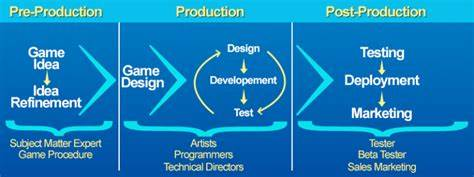 Pre-Production
Game
Idea
Idea
Refinement
Subject Matter Expert
Game Procedure
Production
Game
Design
Design
Developement
Test
Artists
Programmers
Technical Directors
Post-Production
Testing
Deployment
Marketing
Tester
Beta Tester
Sales Marketing